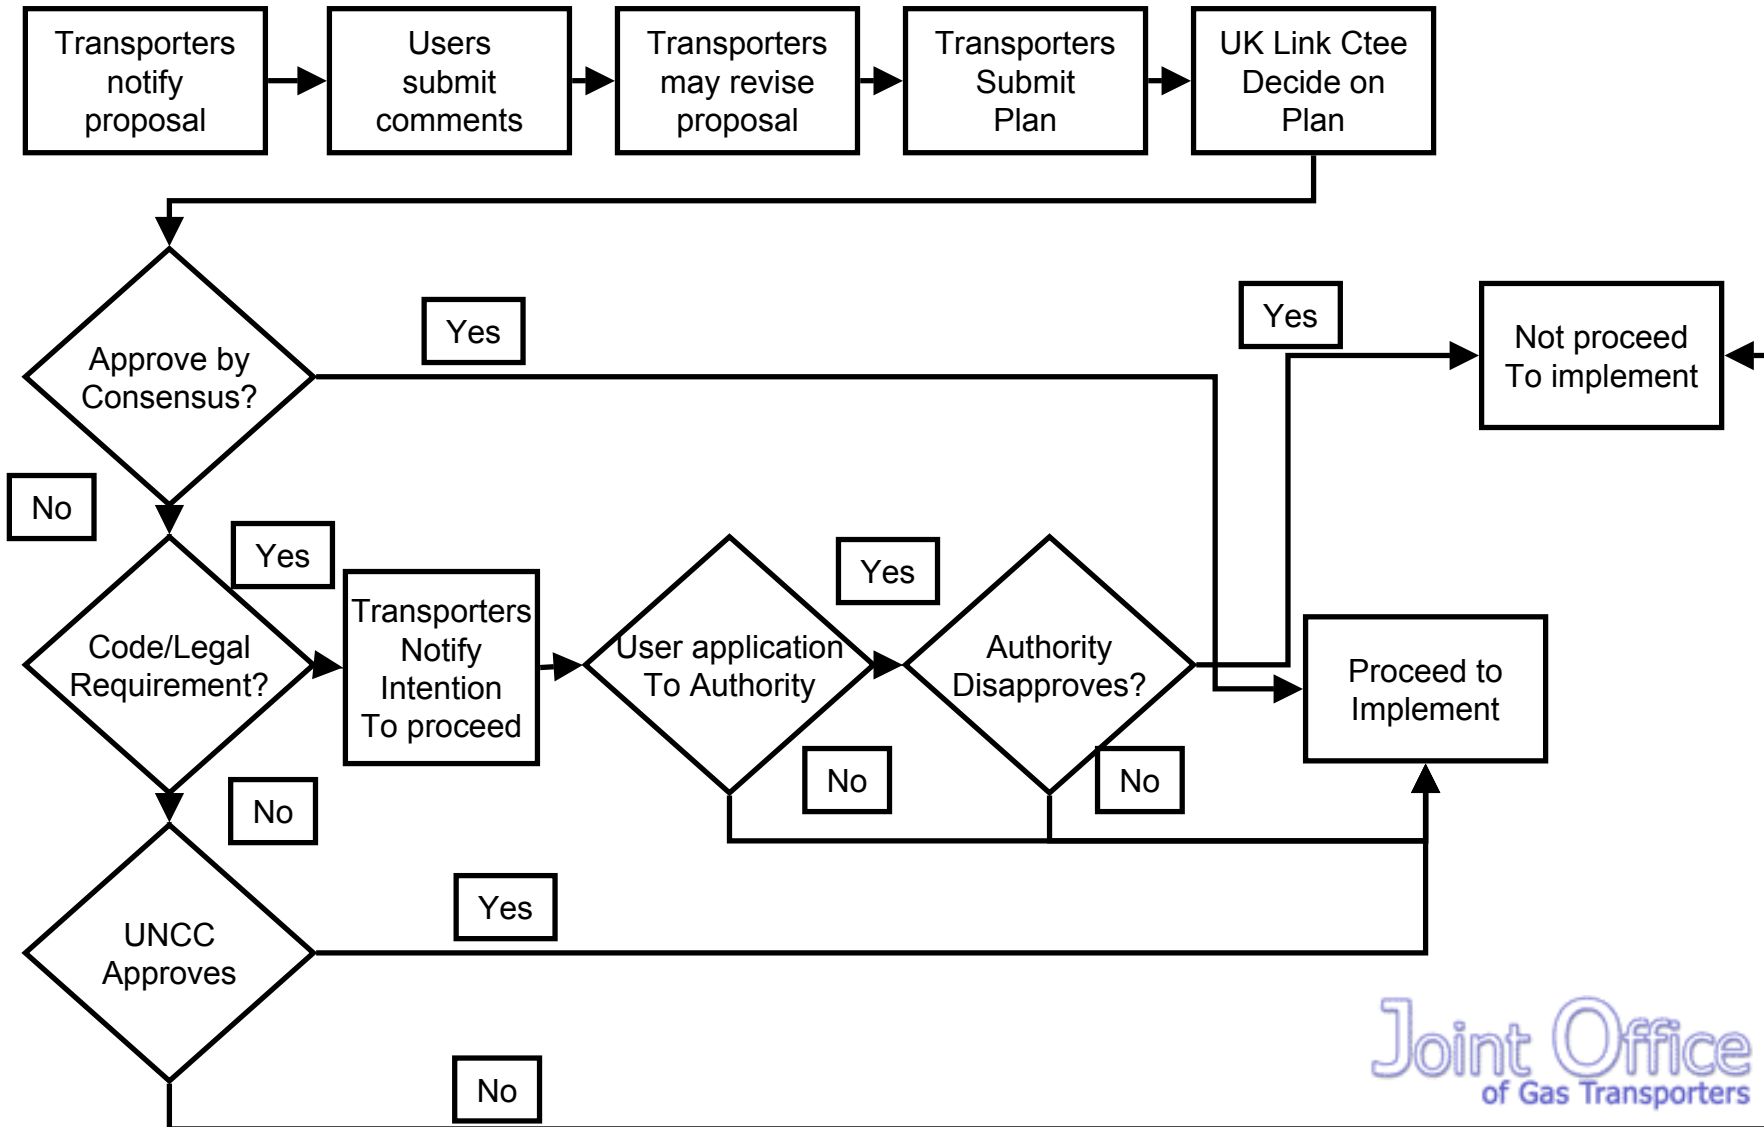 Transporters
notify
proposal
Users
submit
comments
Transporters
may revise
proposal
Transporters
Submit
Plan
UK Link Ctee
Decide on
Plan
Approve by
Consensus?
Yes
Yes
Not proceed
To implement
No
Yes
Code/Legal
Requirement?
Transporters
Notify
Intention
To proceed
User application
To Authority
Yes
Authority
Disapproves?
Proceed to
Implement
No
No
No
UNCC
Approves
Yes
No
Joint Office
of Gas Transporters